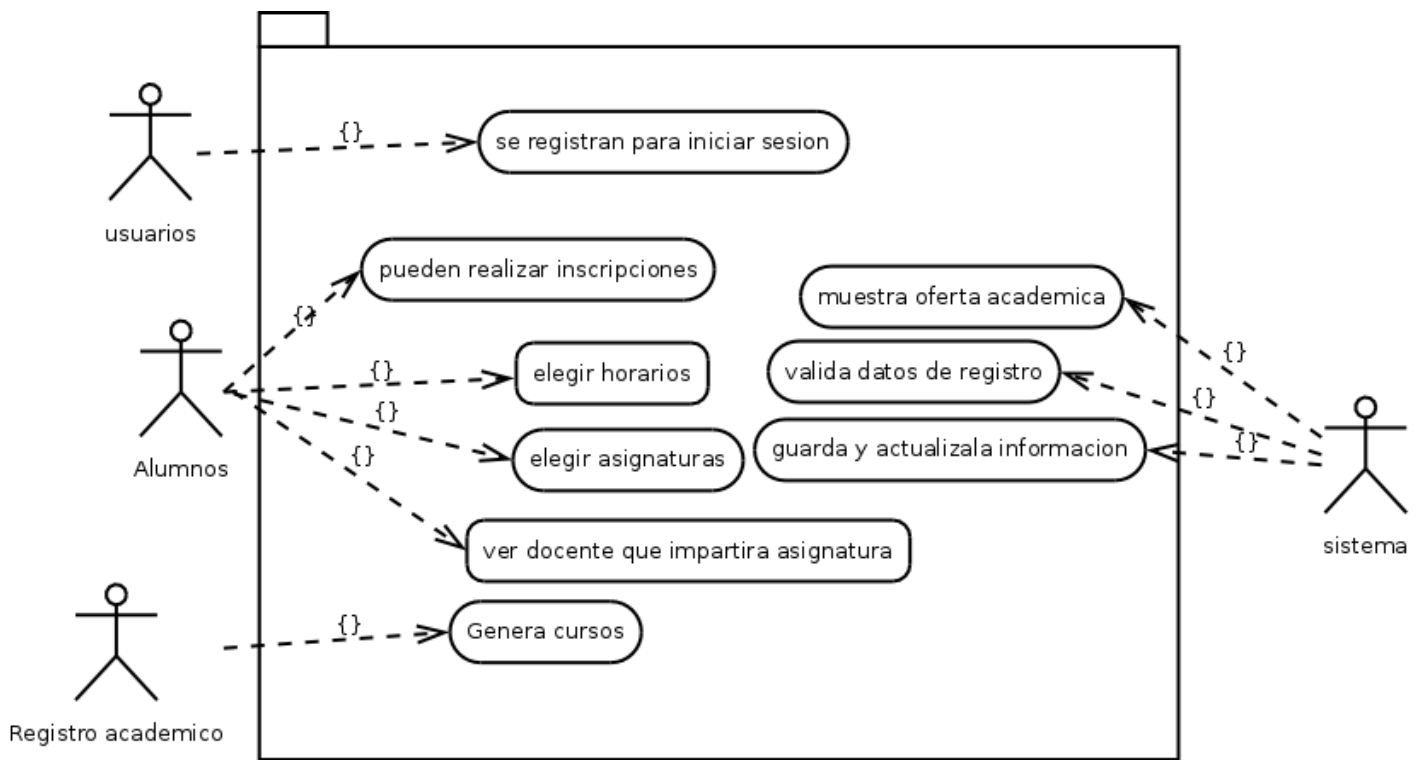 {}
se registran para iniciar sesion
usuarios
pueden realizar inscripciones
{}
muestra oferta academica
{}
elegir horarios
{}
valida datos de registro
{}
{}
elegir asignaturas
{}
guarda y actualizala informacion
{}
Alumnos
ver docente que impartira asignatura
sistema
{}
Genera cursos
Registro academico